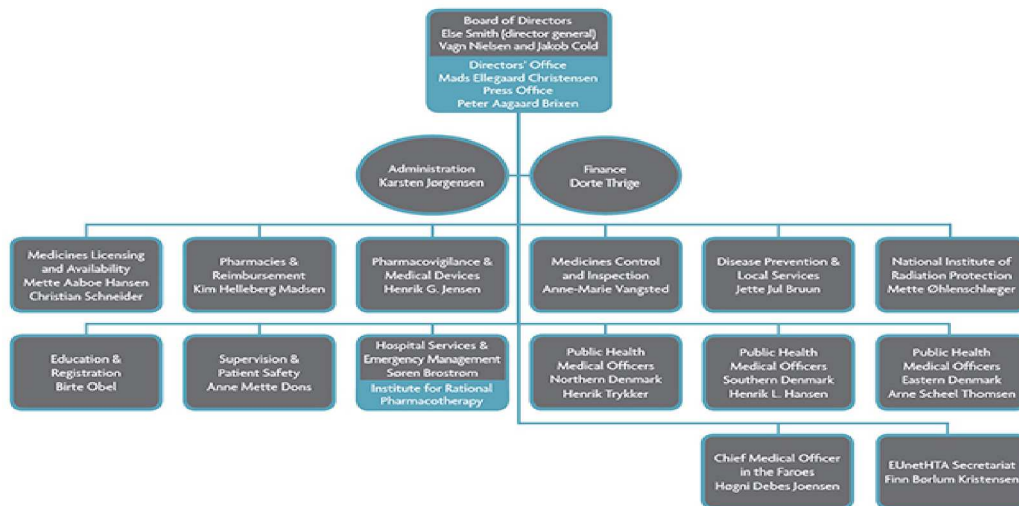 Board of Directors
Else Smith (director general)
Vagn Nielsen and Jakob Cold
Directors' Office
Mads Ellegaard Christensen
Press Office
Peter Aagaard Brixen
Administration
Karsten Jørgensen
Finance
Dorte Thrige
Medicines Licensing
and Availability
Mette Aaboe Hansen
Christian Schneider
Pharmacies &
Reimbursement
Kim Helleberg Madsen
Pharmacovigilance &
Medical Devices
Henrik G. Jensen
Medicines Control
and Inspection
Anne-Marie Vangsted
Disease Prevention &
Local Services
Jette Jul Bruun
National Institute of
Radiation Protection
Mette Øhlenschlæger
Education &
Registration
Birte Obel
Supervision &
Patient Safety
Anne Mette Dons
Hospital Services &
Emergency Management
Søren Brostrøm
Institute for Rational
Pharmacotherapy
Public Health
Medical Officers
Northern Denmark
Henrik Trykker
Public Health
Medical Officers
Southern Denmark
Henrik L. Hansen
Public Health
Medical Officers
Eastern Denmark
Arne Scheel Thomsen
Chief Medical Officer
in the Faroes
Høgni Debes Joensen
EUnetHTA Secretariat
Finn Børlum Kristensen